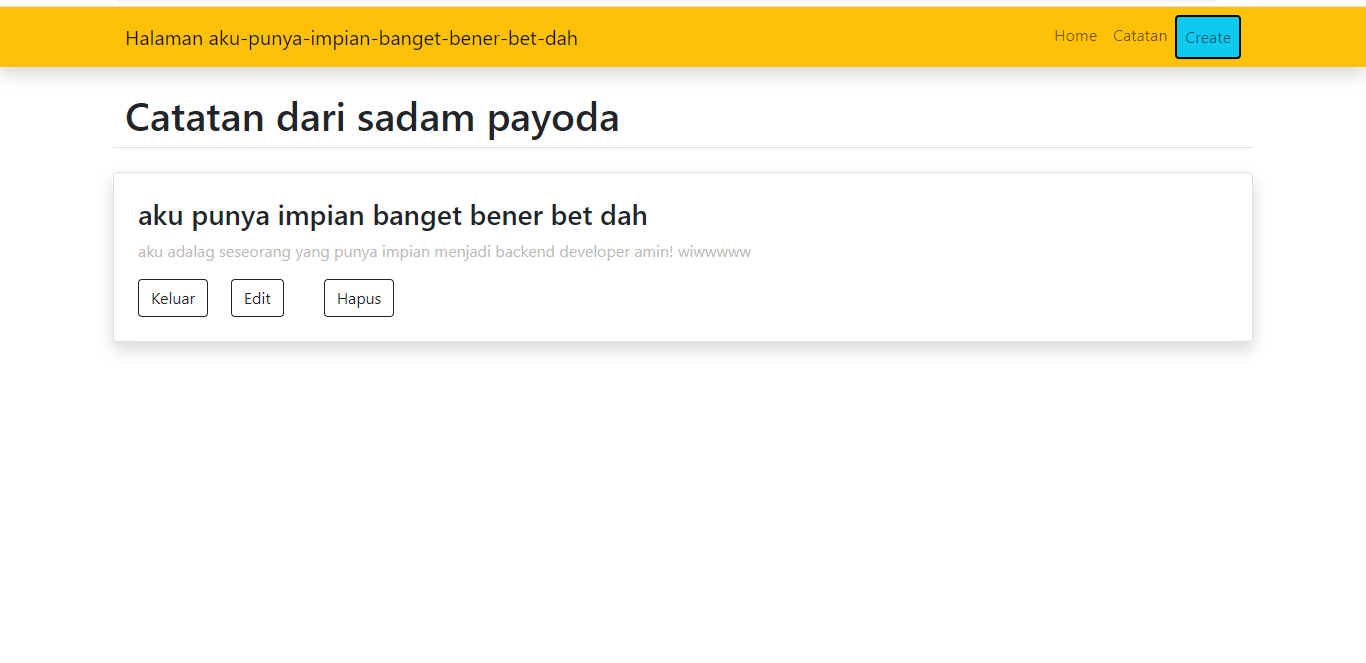 Halaman aku-punya-impian-banget-bener-bet-dah
Home Catatan Create
Catatan dari sadam payoda
aku punya impian banget bener bet dah
aku adalag seseorang yang punya impian menjadi backend developer amin! wiwwwww
Keluar Edit Hapus